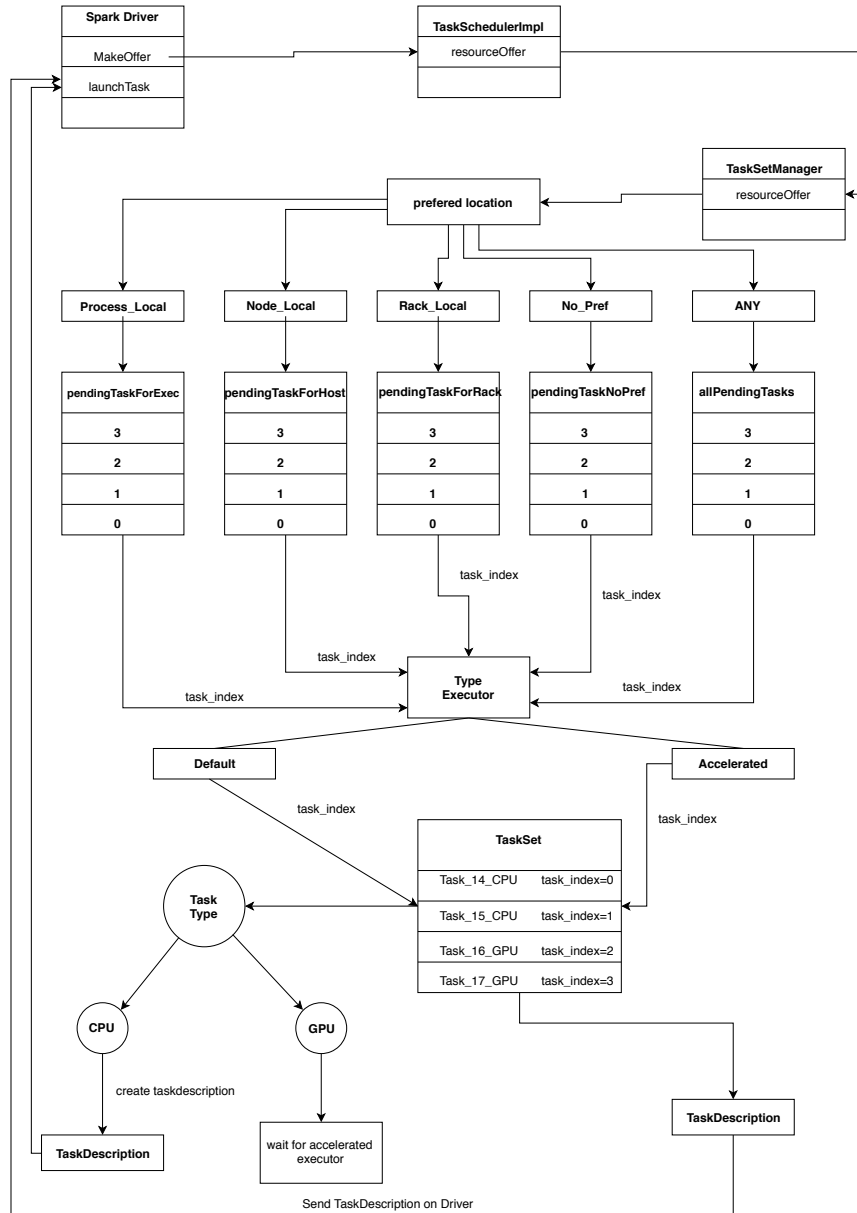 Spark Driver
MakeOffer
launchTask
TaskSchedulerImpl
resourceOffer
TaskSetManager
resourceOffer
prefered location
Process_Local
Node_Local
Rack_Local
No_Pref
ANY
pendingTaskForExec
3
2
1
0
pendingTaskForHost
3
2
1
0
pendingTaskForRack
3
2
1
0
pendingTaskNoPref
3
2
1
0
allPendingTasks
3
2
1
0
task_index
task_index
task_index
task_index
task_index
Type
Executor
Default
Accelerated
task_index
task_index
TaskSet
Task_14_CPU task_index=0
Task_15_CPU task_index=1
Task_16_GPU task_index=2
Task_17_GPU task_index=3
Task
Type
CPU
GPU
create taskdescription
TaskDescription
wait for accelerated
executor
TaskDescription
Send TaskDescription on Driver